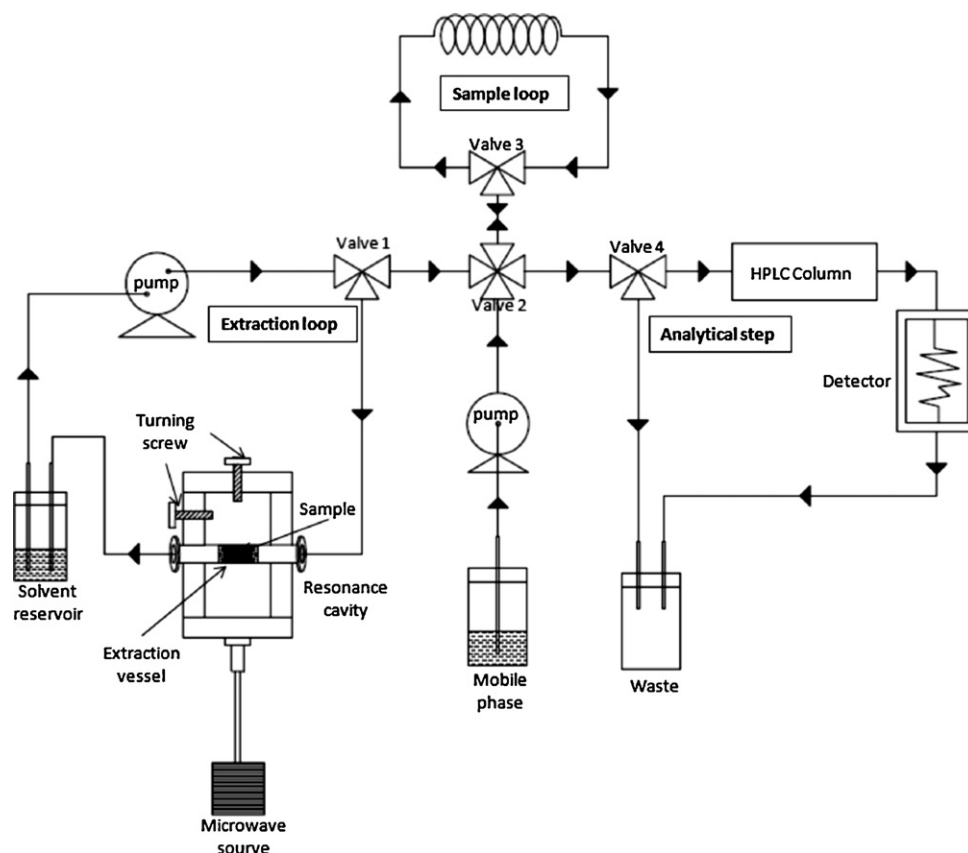 Sample loop
Valve 3
Valve 1
Valve 4
pump
HPLC Column
Valve 2
Extraction loop
Analytical step
Detector
pump
Turning
screw
Sample
Solvent
reservoir
Resonance
cavity
Extraction
vessel
Mobile
phase
Waste
Microwave
sourve